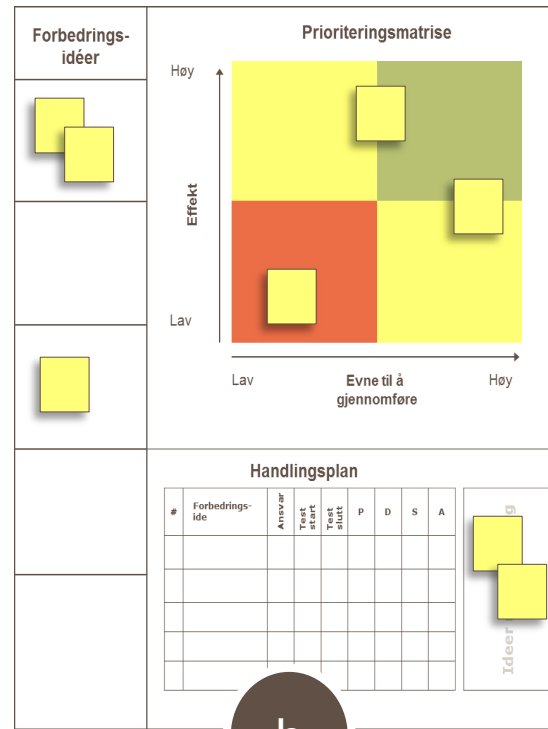 Forbedrings-
idéer
Prioriteringsmatrise
Høy
Effekt
Lav
Lav
Evne til å
gjennomføre
Høy
Handlingsplan
#
Forbedrings-
ide
Ansvar
Test
start
Test
slutt
P
D
S
A
Ideer